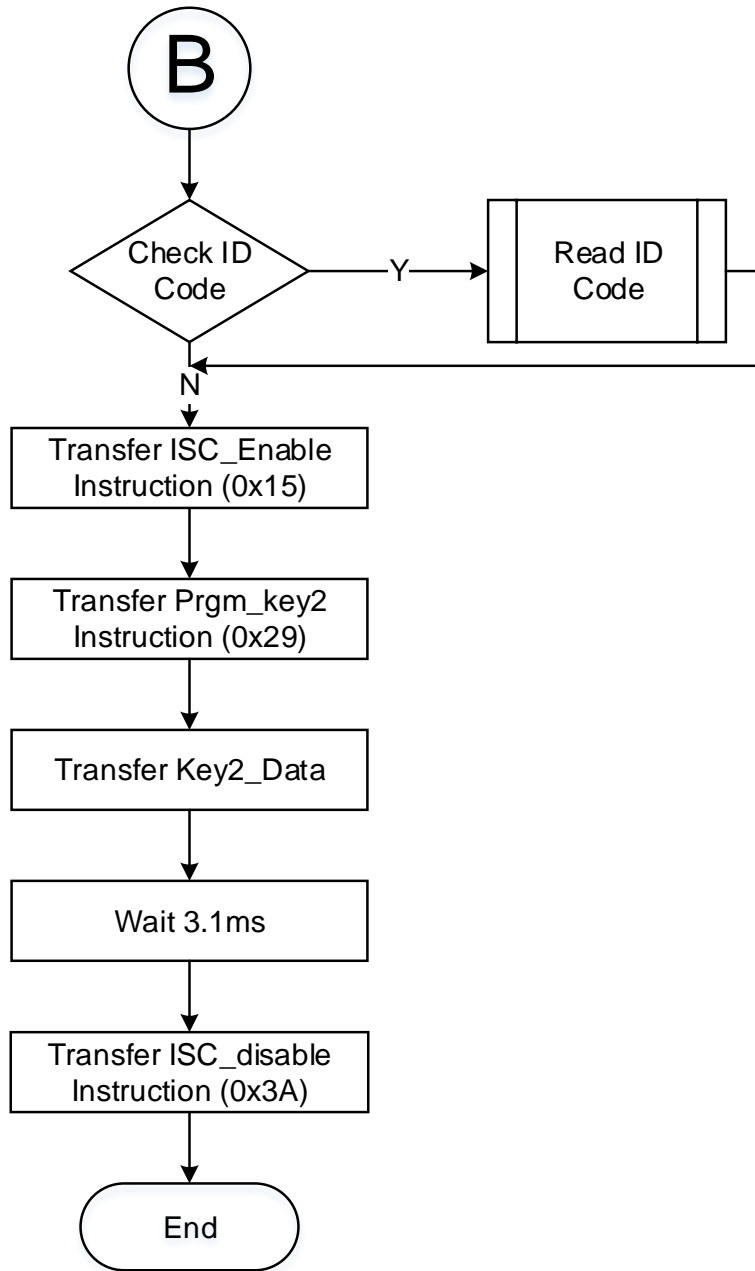 B
Check ID
Code
Y
Read ID
Code
N
Transfer ISC_Enable
Instruction (0x15)
Transfer Prgm_key2
Instruction (0x29)
Transfer Key2_Data
Wait 3.1ms
Transfer ISC_disable
Instruction (0x3A)
End